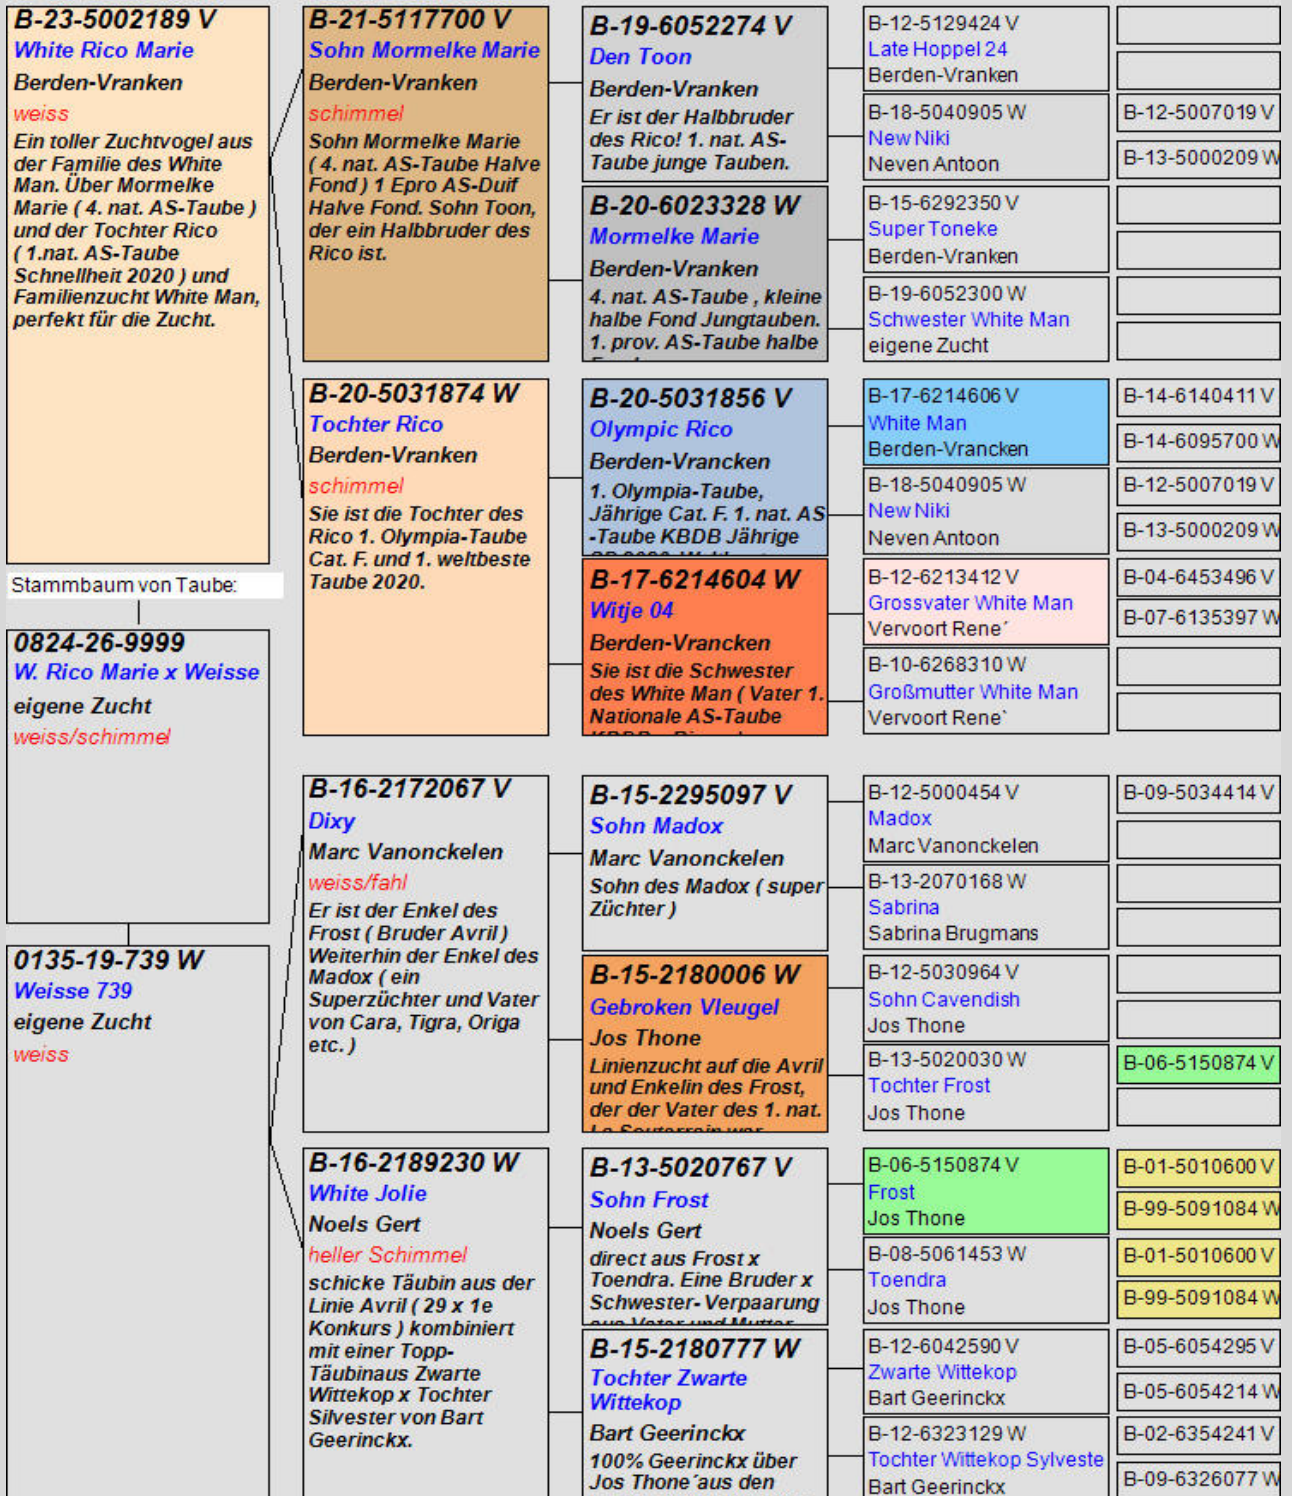 B-23-5002189 V
White Rico Marie
Berden-Vranken
weiss
Ein toller Zuchtvogel aus
der Familie des White
Man. Über Mormelke
Marie ( 4. nat. AS-Taube )
und der Tochter Rico
( 1.nat. AS-Taube
Schnellheit 2020 ) und
Familienzucht White Man,
perfekt für die Zucht.
Stammbaum von Taube:
0824-26-9999
W. Rico Marie x Weisse
eigene Zucht
weiss/schimmel
0135-19-739 W
Weisse 739
eigene Zucht
weiss
B-21-5117700 V
Sohn Mormelke Marie
Berden-Vranken
schimmel
Sohn Mormelke Marie
( 4. nat. AS-Taube Halve
Fond ) 1 Epro AS-Duif
Halve Fond. Sohn Toon,
der ein Halbbruder des
Rico ist.
B-20-5031874 W
Tochter Rico
Berden-Vranken
schimmel
Sie ist die Tochter des
Rico 1. Olympia-Taube
Cat. F. und 1. weltbeste
Taube 2020.
B-16-2172067 V
Dixy
Marc Vanonckelen
weiss/fahl
Er ist der Enkel des
Frost ( Bruder Avril )
Weiterhin der Enkel des
Madox ( ein
Superzüchter und Vater
von Cara, Tigra, Origa
etc. )
B-16-2189230 W
White Jolie
Noels Gert
heller Schimmel
schicke Täubin aus der
Linie Avril ( 29 x 1e
Konkurs ) kombiniert
mit einer Topp-
Täubinaus Zwarte
Wittekop x Tochter
Silvester von Bart
Geerinckx.
B-19-6052274 V
Den Toon
Berden-Vranken
Er ist der Halbbruder
des Rico! 1. nat. AS-
Taube junge Tauben.
B-20-6023328 W
Mormelke Marie
Berden-Vranken
4. nat. AS-Taube , kleine
halbe Fond Jungtauben.
1. prov. AS-Taube halbe
B-20-5031856 V
Olympic Rico
Berden-Vrancken
1. Olympia-Taube,
Jährige Cat. F. 1. nat. AS
-Taube KBDB Jährige
B-17-6214604 W
Witje 04
Berden-Vrancken
Sie ist die Schwester
des White Man ( Vater 1.
Nationale AS-Taube
B-15-2295097 V
Sohn Madox
Marc Vanonckelen
Sohn des Madox ( super
Züchter )
B-15-2180006 W
Gebroken Vleugel
Jos Thone
Linienzucht auf die Avril
und Enkelin des Frost,
der der Vater des 1. nat.
B-13-5020767 V
Sohn Frost
Noels Gert
direct aus Frost x
Toendra. Eine Bruder x
Schwester- Verpaarung
B-15-2180777 W
Tochter Zwarte
Wittekop
Bart Geerinckx
100% Geerinckx über
Jos Thone´aus den
B-12-5129424 V
Late Hoppel 24
Berden-Vranken
B-18-5040905 W
New Niki
Neven Antoon
B-15-6292350 V
Super Toneke
Berden-Vranken
B-19-6052300 W
Schwester White Man
eigene Zucht
B-17-6214606 V
White Man
Berden-Vrancken
B-18-5040905 W
New Niki
Neven Antoon
B-12-6213412 V
Grossvater White Man
Vervoort Rene´
B-10-6268310 W
Großmutter White Man
Vervoort Rene`
B-12-5000454 V
Madox
Marc Vanonckelen
B-13-2070168 W
Sabrina
Sabrina Brugmans
B-12-5030964 V
Sohn Cavendish
Jos Thone
B-13-5020030 W
Tochter Frost
Jos Thone
B-06-5150874 V
Frost
Jos Thone
B-08-5061453 W
Toendra
Jos Thone
B-12-6042590 V
Zwarte Wittekop
Bart Geerinckx
B-12-6323129 W
Tochter Wittekop Sylveste
Bart Geerinckx
B-12-5007019 V
B-13-5000209 W
B-14-6140411 V
B-14-6095700 W
B-12-5007019 V
B-13-5000209 W
B-04-6453496 V
B-07-6135397 W
B-09-5034414 V
B-06-5150874 V
B-01-5010600 V
B-99-5091084 W
B-01-5010600 V
B-99-5091084 W
B-05-6054295 V
B-05-6054214 W
B-02-6354241 V
B-09-6326077 W